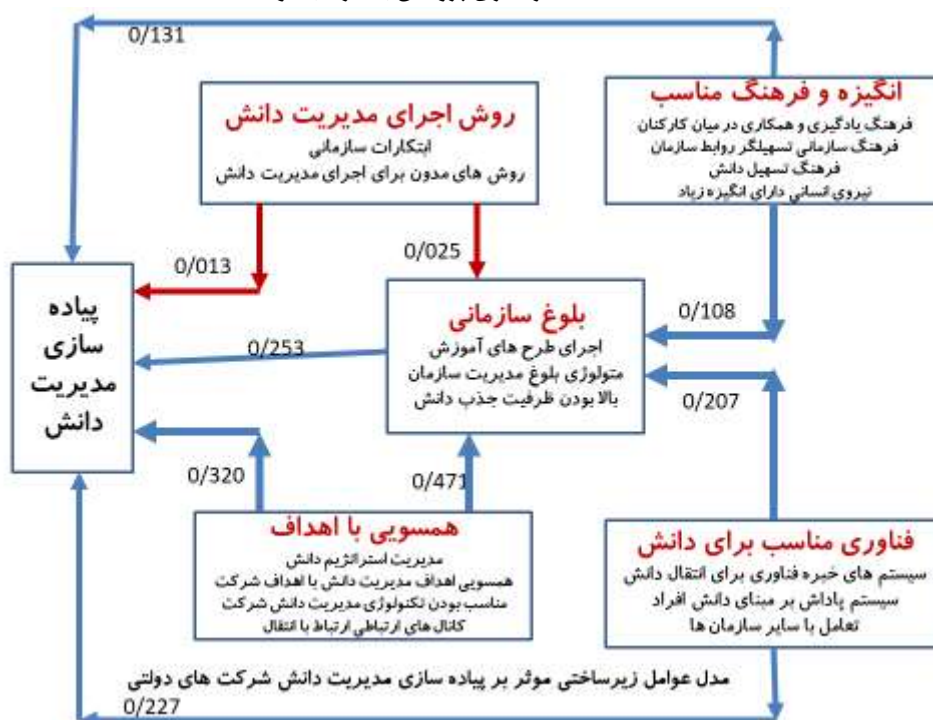 0/131
انگیزه و فرهنگ مناسب
فرهنگ یادگیری و همکاری در میان کارکنان
فرهنگ سازمانی تسهیلگر روابط سازمان
فرهنگ تسهیل دانش
نیروی انسانی دارای انگیزه زیاد
روش اجرای مدیریت دانش
ابتکارات سازمانی
روش های مدون برای اجرای مدیریت دانش
0/013
0/025
0/108
پیاده
سازی
مدیریت
دانش
0/253
بلوغ سازمانی
اجرای طرح های آموزش
متولوژی بلوغ مدیریت سازمان
بالا بودن ظرفیت جذب دانش
0/207
0/320
0/471
همسویی با اهداف
مدیریت استراتژیم دانش
همسویی اهداف مدیریت دانش با اهداف شرکت
مناسب بودن تکنولوژی مدیریت دانش شرکت
کانال های ارتباطی ارتباط با انتقال
فناوری مناسب برای دانش
سیستم های خبره فناوری برای انتقال دانش
سیستم پاداش بر مبنای دانش افراد
تعامل با سایر سازمان ها
مدل عوامل زیرساختی موثر بر پیاده سازی مدیریت دانش شرکت های دولتی
0/227